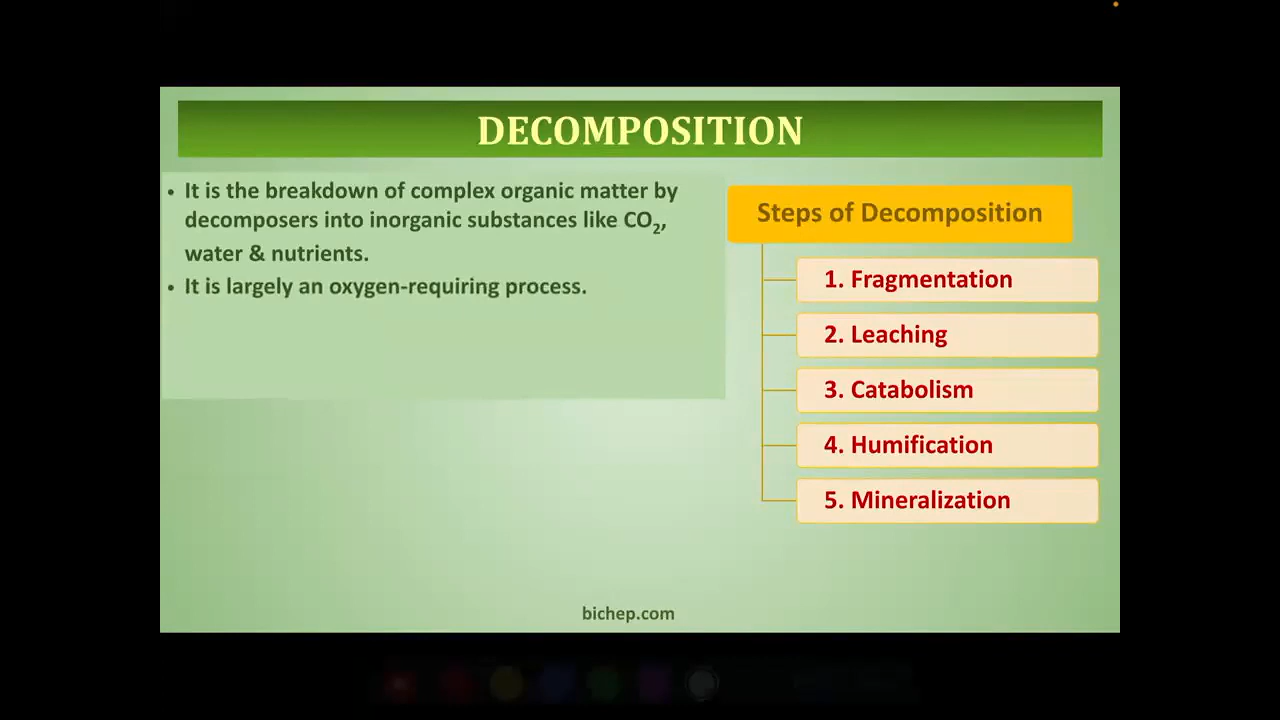 DECOMPOSITION
• It is the breakdown of complex organic matter by
decomposers into inorganic substances like CO₂,
water & nutrients.
• It is largely an oxygen-requiring process.
Steps of Decomposition
1. Fragmentation
2. Leaching
3. Catabolism
4. Humification
5. Mineralization
bichep.com